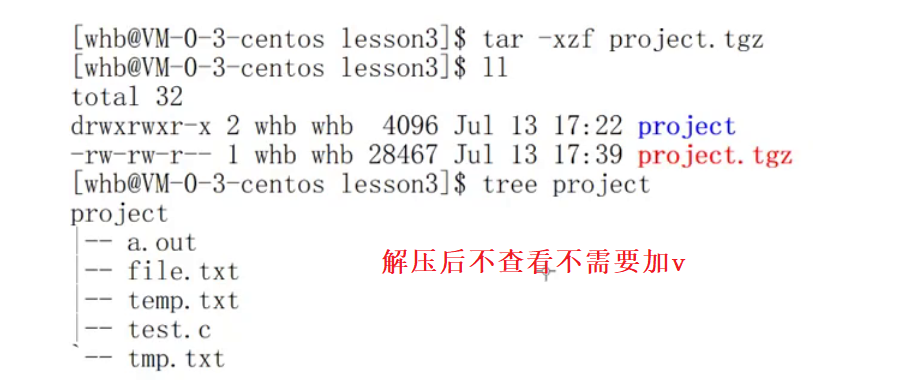 [whb@VM-0-3-centos lesson3]$ tar -xzf project.tgz
[whb@VM-0-3-centos lesson3]$ ll
total 32
drwxrwxr-x 2 whb whb  4096 Jul 13 17:22 project
-rw-rw-r-- 1 whb whb 28467 Jul 13 17:39 project.tgz
[whb@VM-0-3-centos lesson3]$ tree project
project
|-- a.out
|-- file.txt
|-- temp.txt
|-- test.c
`-- tmp.txt
解压后不查看不需要加v